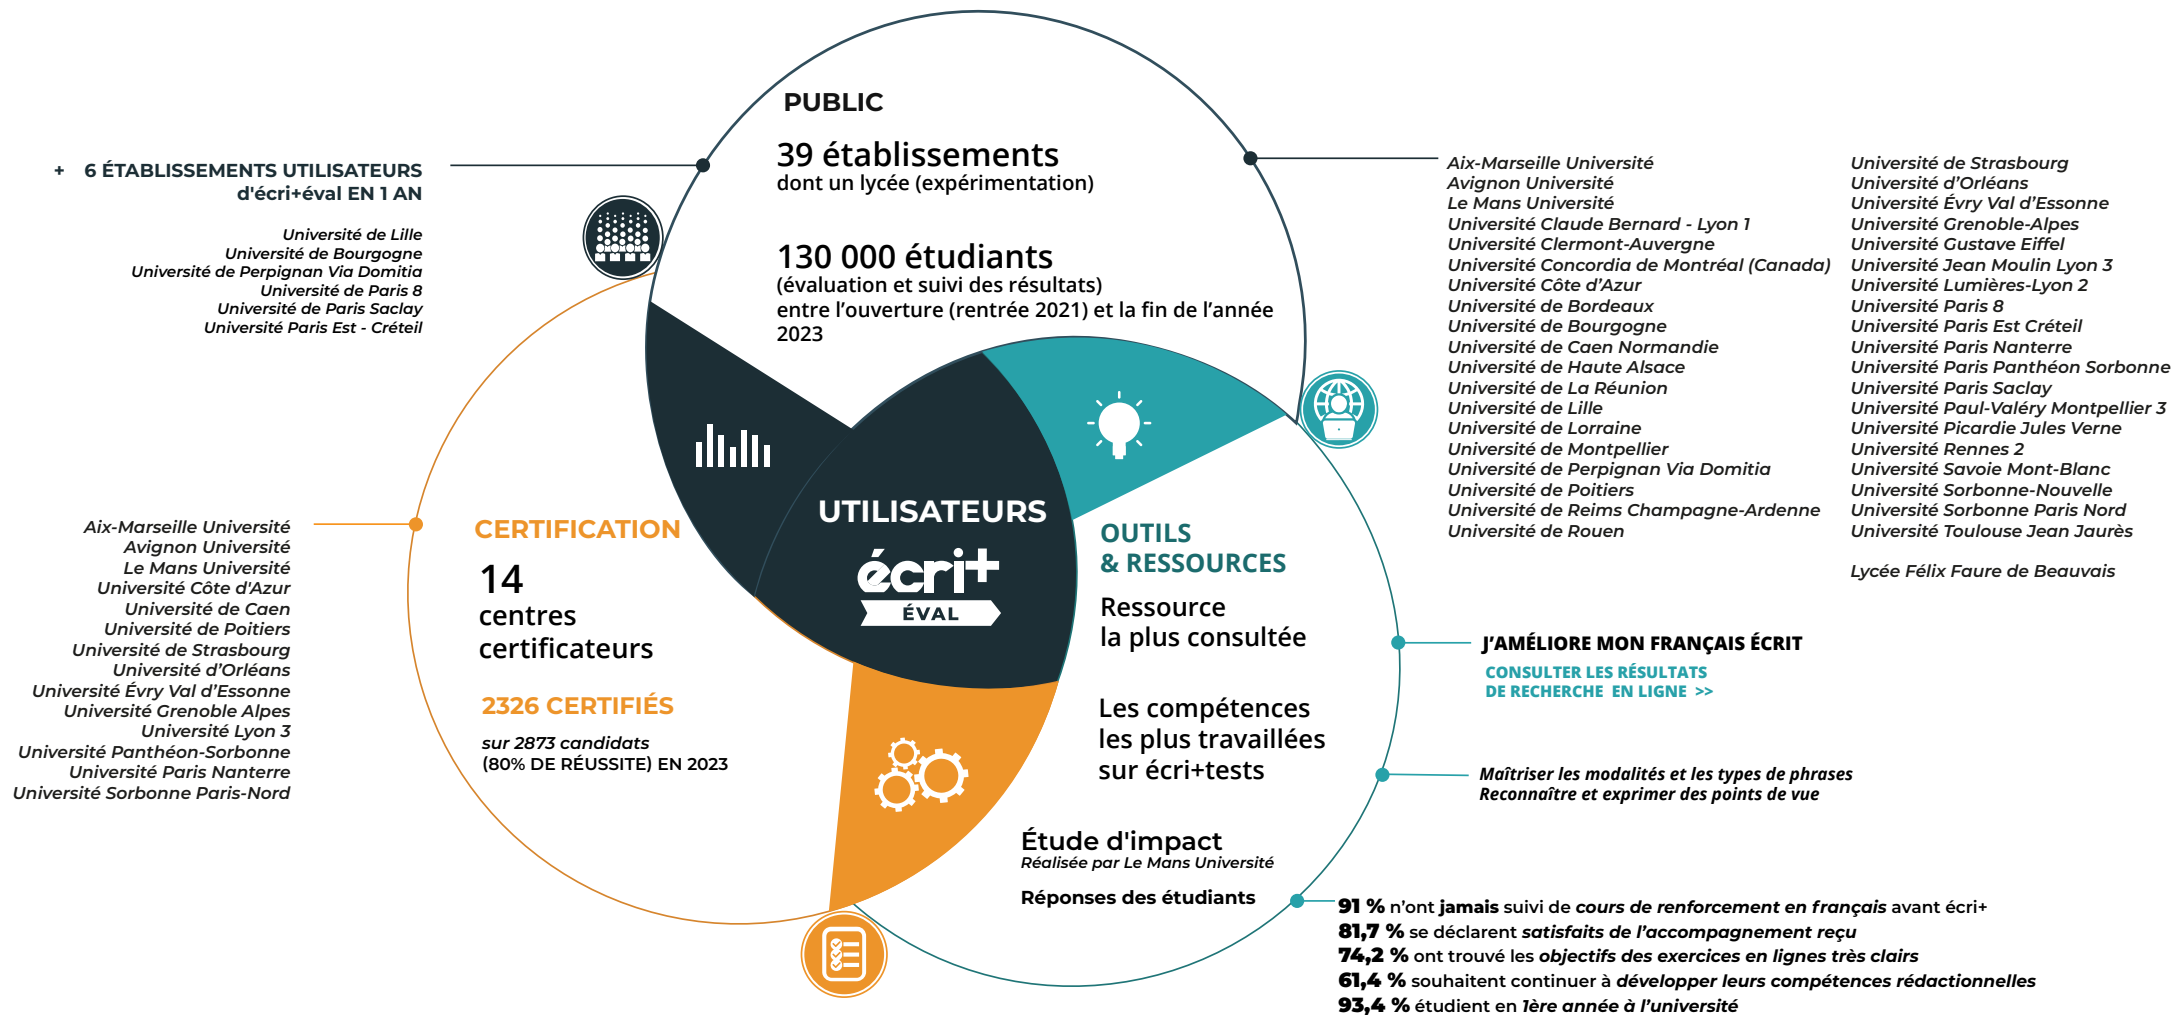 PUBLIC
39 établissements
dont un lycée (expérimentation)
130 000 étudiants
(évaluation et suivi des résultats)
entre l’ouverture (rentrée 2021) et la fin de l’année
2023
+ 6 ÉTABLISSEMENTS UTILISATEURS
d'écri+éval EN 1 AN
Université de Lille
Université de Bourgogne
Université de Perpignan Via Domitia
Université de Paris 8
Université de Paris Saclay
Université Paris Est - Créteil
Aix-Marseille Université
Avignon Université
Le Mans Université
Université Claude Bernard - Lyon 1
Université Clermont-Auvergne
Université Concordia de Montréal (Canada)
Université Côte d’Azur
Université de Bordeaux
Université de Bourgogne
Université de Caen Normandie
Université de Haute Alsace
Université de La Réunion
Université de Lille
Université de Lorraine
Université de Montpellier
Université de Perpignan Via Domitia
Université de Poitiers
Université de Reims Champagne-Ardenne
Université de Rouen
Université de Strasbourg
Université d’Orléans
Université Évry Val d’Essonne
Université Grenoble-Alpes
Université Gustave Eiffel
Université Jean Moulin Lyon 3
Université Lumières-Lyon 2
Université Paris 8
Université Paris Est Créteil
Université Paris Nanterre
Université Paris Panthéon Sorbonne
Université Paris Saclay
Université Paul-Valéry Montpellier 3
Université Picardie Jules Verne
Université Rennes 2
Université Savoie Mont-Blanc
Université Sorbonne-Nouvelle
Université Sorbonne Paris Nord
Université Toulouse Jean Jaurès
Lycée Félix Faure de Beauvais
UTILISATEURS
écri+
ÉVAL
CERTIFICATION
14
centres
certificateurs
2326 CERTIFIÉS
sur 2873 candidats
(80% DE RÉUSSITE) EN 2023
Aix-Marseille Université
Avignon Université
Le Mans Université
Université Côte d'Azur
Université de Caen
Université de Poitiers
Université de Strasbourg
Université d’Orléans
Université Évry Val d’Essonne
Université Grenoble Alpes
Université Lyon 3
Université Panthéon-Sorbonne
Université Paris Nanterre
Université Sorbonne Paris-Nord
OUTILS
& RESSOURCES
Ressource
la plus consultée
J’AMÉLIORE MON FRANÇAIS ÉCRIT
CONSULTER LES RÉSULTATS
DE RECHERCHE EN LIGNE >>
Les compétences
les plus travaillées
sur écri+tests
Maîtriser les modalités et les types de phrases
Reconnaître et exprimer des points de vue
Étude d'impact
Réalisée par Le Mans Université
Réponses des étudiants
91 % n’ont jamais suivi de cours de renforcement en français avant écri+
81,7 % se déclarent satisfaits de l’accompagnement reçu
74,2 % ont trouvé les objectifs des exercices en lignes très clairs
61,4 % souhaitent continuer à développer leurs compétences rédactionnelles
93,4 % étudient en 1ère année à l’université